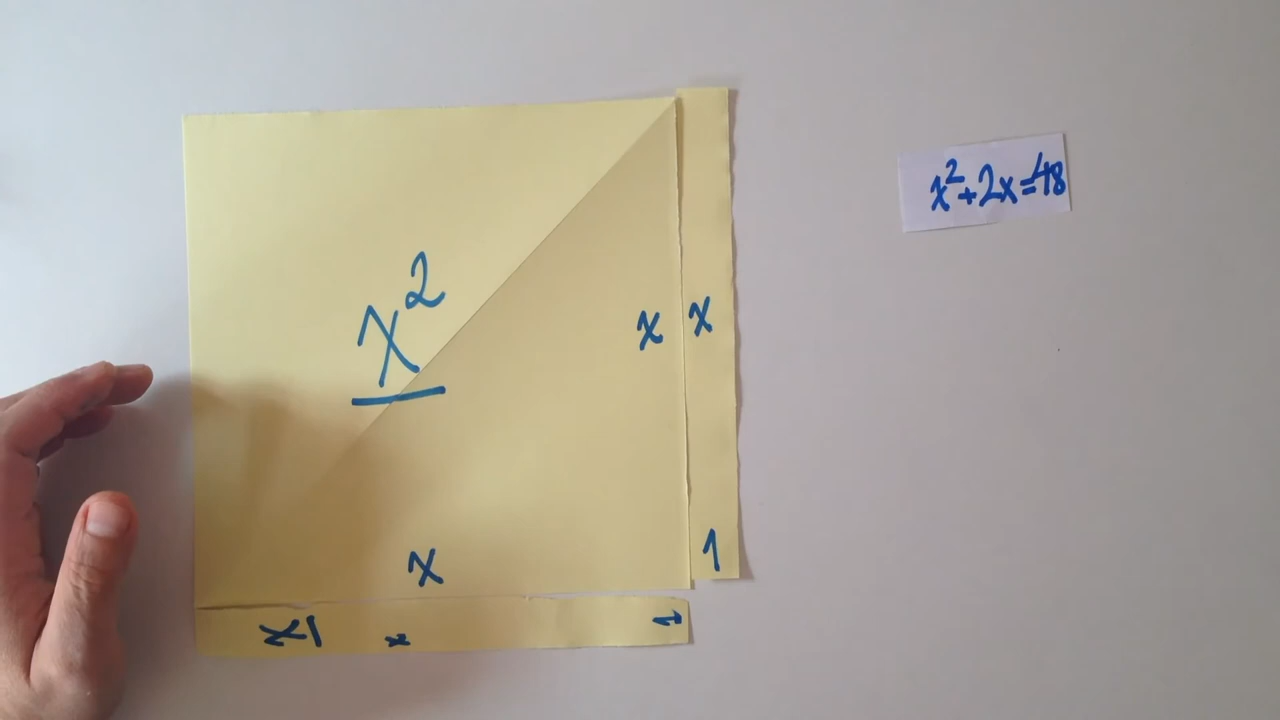 x²+2x=48
x²
x x
1
x
x x 1